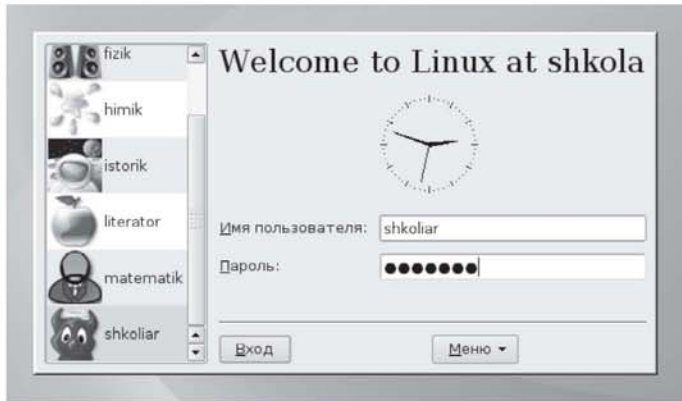 fizik
himik
istorik
literator
matematik
shkoliar
Welcome to Linux at shkola
Имя пользователя: shkoliar
Пароль: ●●●●●●●
Вход
Меню